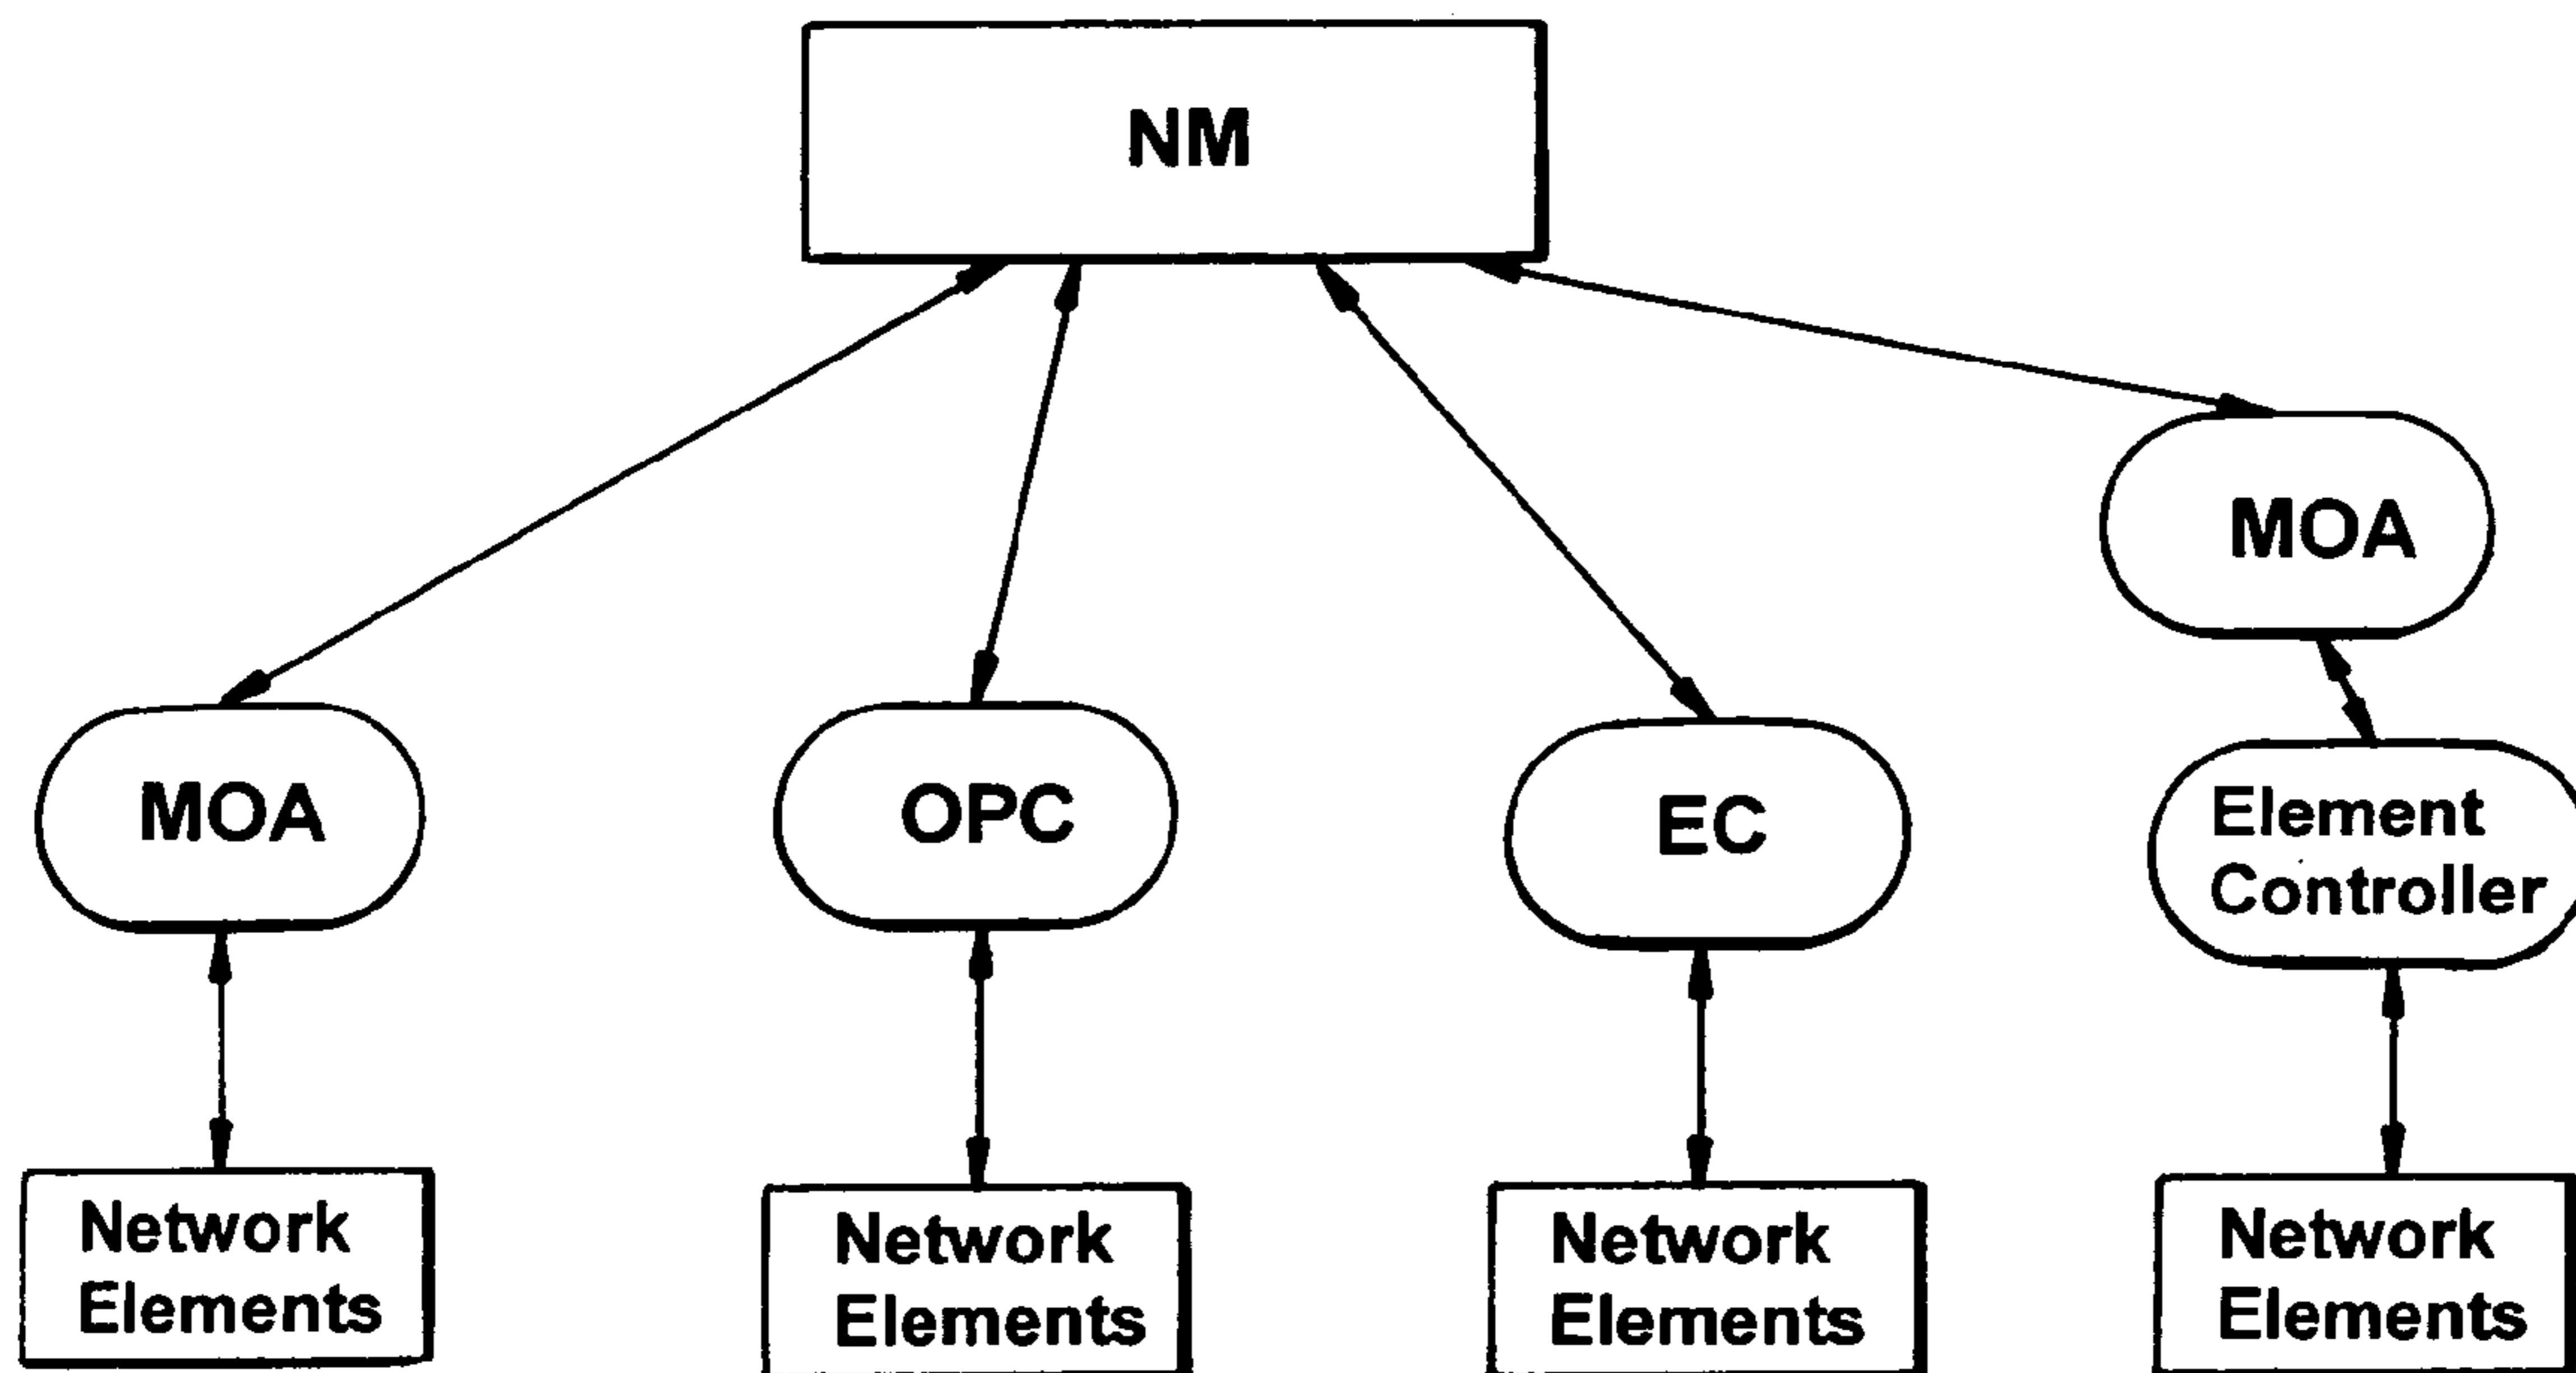 NM
MOA
MOA
OPC
EC
Element
Controller
Network
Elements
Network
Elements
Network
Elements
Network
Elements